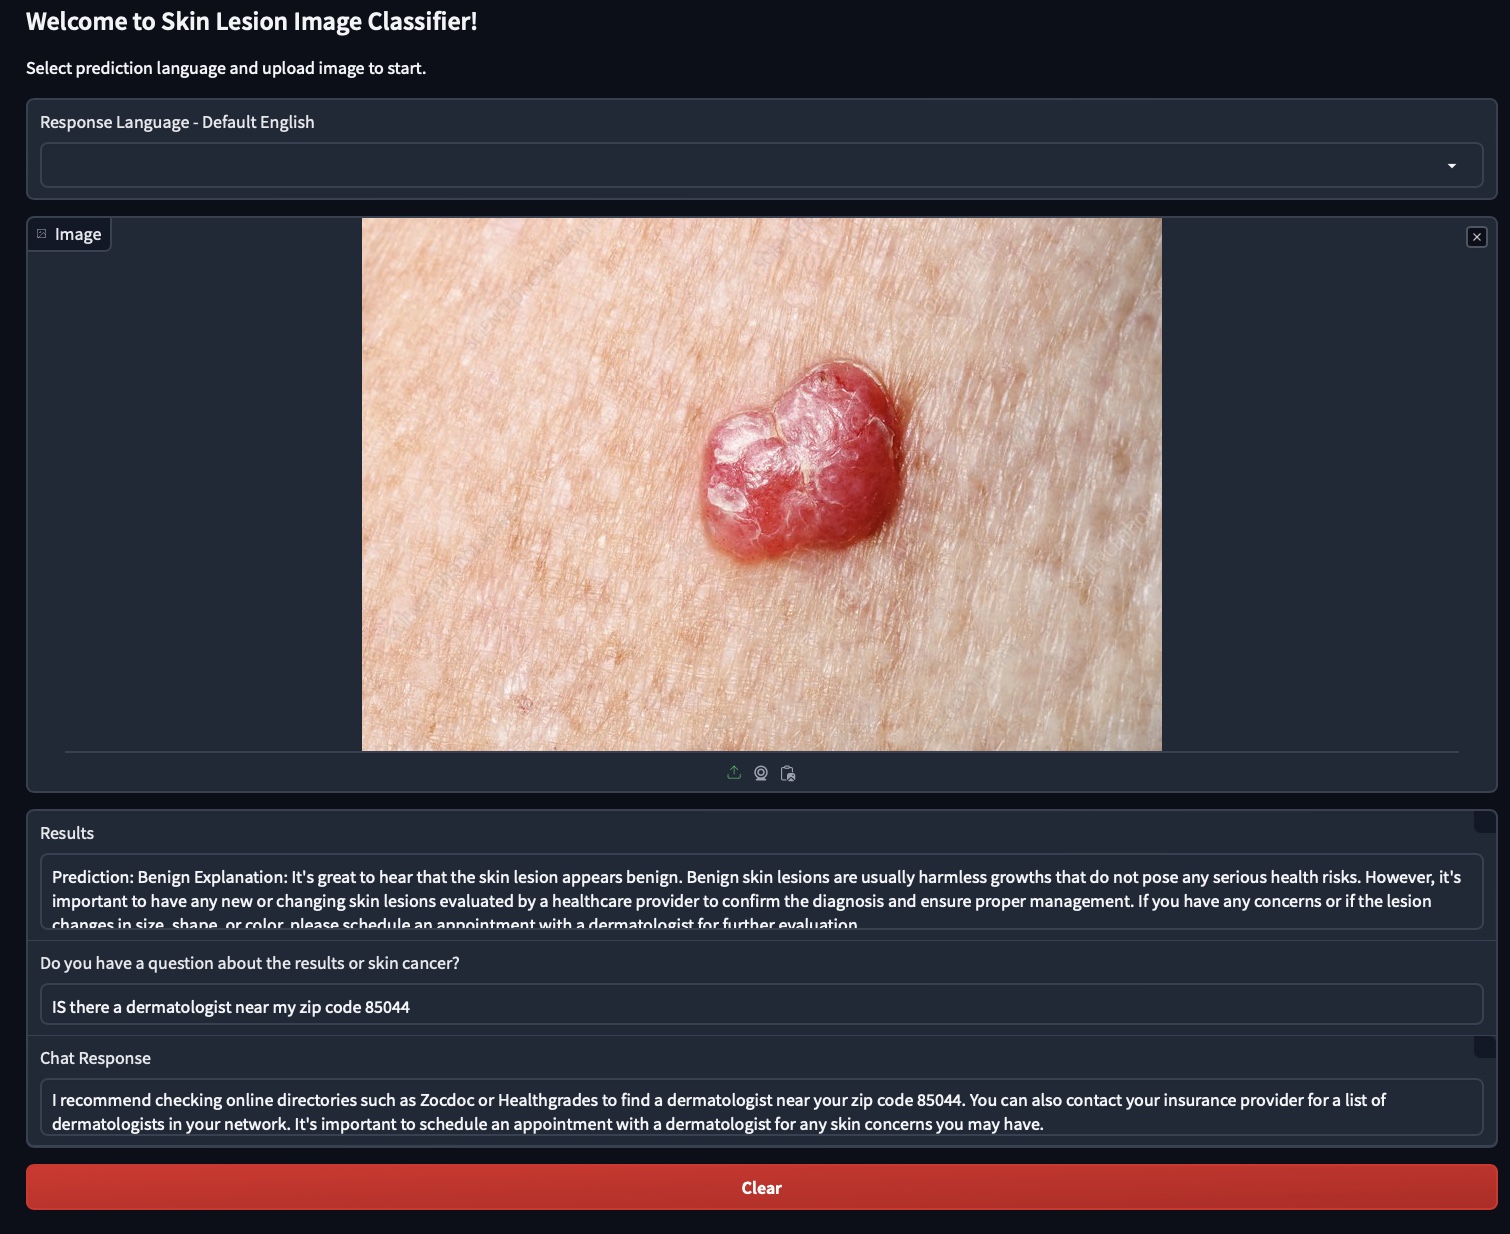 Welcome to Skin Lesion Image Classifier!
Select prediction language and upload image to start.
Response Language - Default English
Image
Results
Prediction: Benign Explanation: It's great to hear that the skin lesion appears benign. Benign skin lesions are usually harmless growths that do not pose any serious health risks. However, it's
important to have any new or changing skin lesions evaluated by a healthcare provider to confirm the diagnosis and ensure proper management. If you have any concerns or if the lesion
changes in size, shape, or color, please schedule an appointment with a dermatologist for further evaluation.
Do you have a question about the results or skin cancer?
IS there a dermatologist near my zip code 85044
Chat Response
I recommend checking online directories such as Zocdoc or Healthgrades to find a dermatologist near your zip code 85044. You can also contact your insurance provider for a list of
dermatologists in your network. It's important to schedule an appointment with a dermatologist for any skin concerns you may have.
Clear